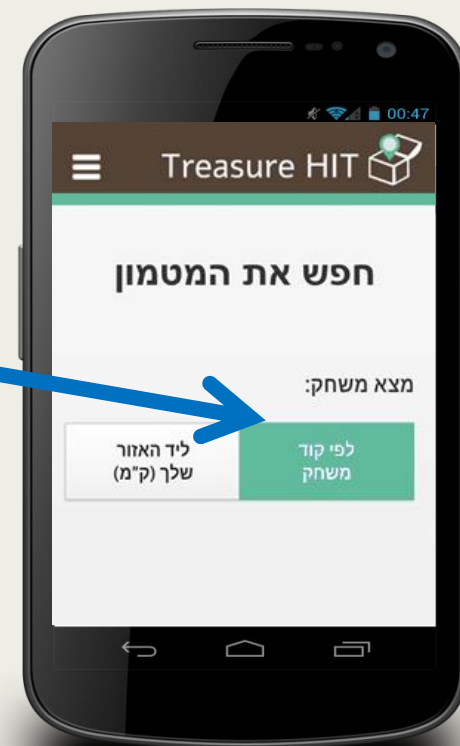 00:47
Treasure HIT
חפש את המטמון
מצא משחק:
לפי קוד
משחק
ליד האזור
שלך (ק"מ)